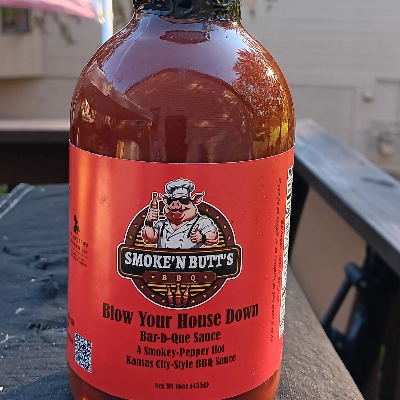 SMOKE'N BUTT'S
BBQ
Blow Your House Down
Bar-b-Que Sauce
A Smokey-Pepper Hot
Kansas City-Style BBQ Sauce
Net Wt 16oz (435g)